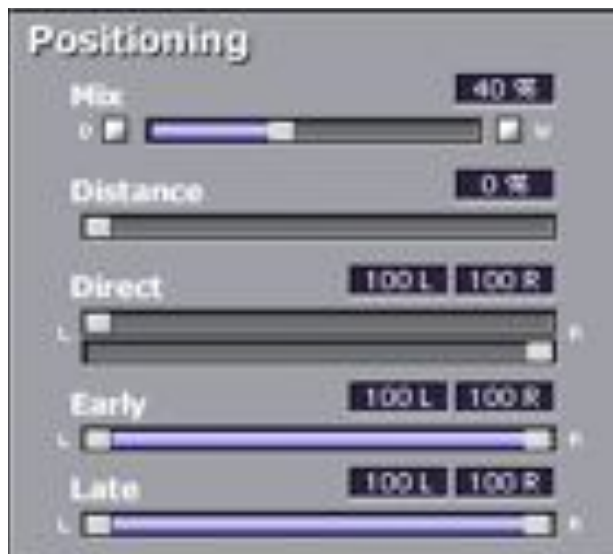 Positioning
Mix 40 %
D W
Distance 0 %
Direct 100 L 100 R
L R
Early 100 L 100 R
L R
Late 100 L 100 R
L R